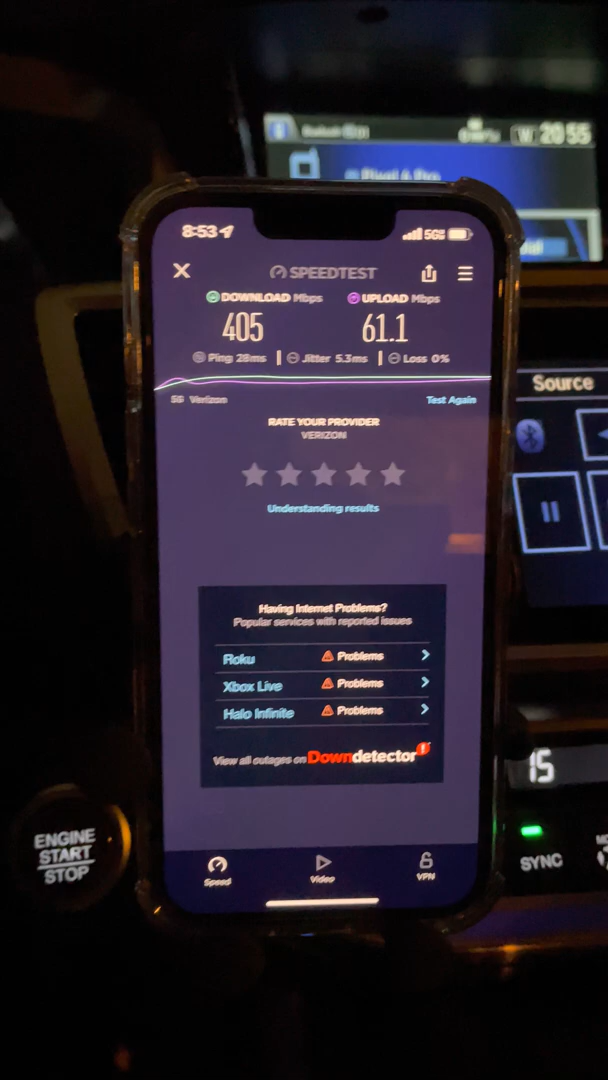 20 55
Pixel 6 Pro
8:53
5G
SPEEDTEST
DOWNLOAD Mbps
UPLOAD Mbps
405
61.1
Ping 28ms
Jitter 5.3ms
Loss 0%
5G Verizon
Test Again
RATE YOUR PROVIDER
VERIZON
Understanding results
Having Internet Problems?
Popular services with reported issues
Roku Problems
Xbox Live Problems
Halo Infinite Problems
View all outages on Downdetector
Speed
Video
VPN
Source
15
SYNC
ENGINE
START
STOP